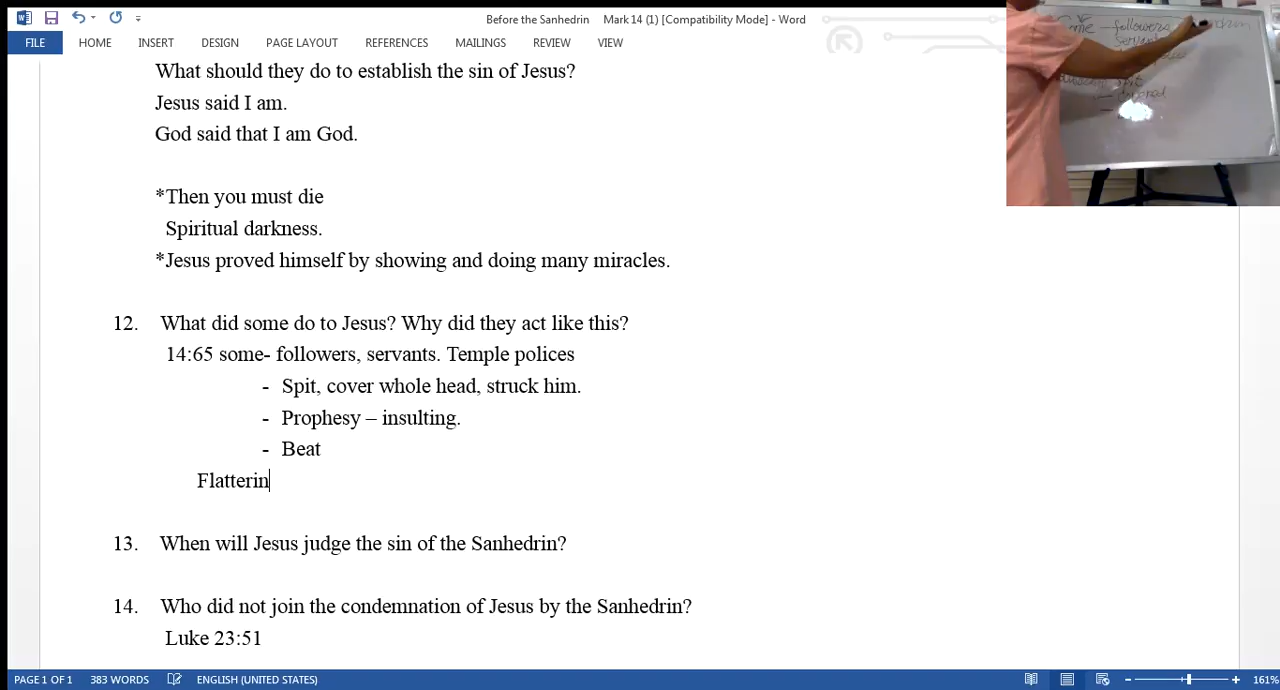 Before the Sanhedrin Mark 14 (1) [Compatibility Mode] - Word
FILE HOME INSERT DESIGN PAGE LAYOUT REFERENCES MAILINGS REVIEW VIEW
What should they do to establish the sin of Jesus?
Jesus said I am.
God said that I am God.
*Then you must die
Spiritual darkness.
*Jesus proved himself by showing and doing many miracles.
12. What did some do to Jesus? Why did they act like this?
14:65 some- followers, servants. Temple polices
- Spit, cover whole head, struck him.
- Prophesy – insulting.
- Beat
Flatterin
13. When will Jesus judge the sin of the Sanhedrin?
14. Who did not join the condemnation of Jesus by the Sanhedrin?
Luke 23:51
PAGE 1 OF 1 383 WORDS ENGLISH (UNITED STATES) 161%
followers
spit